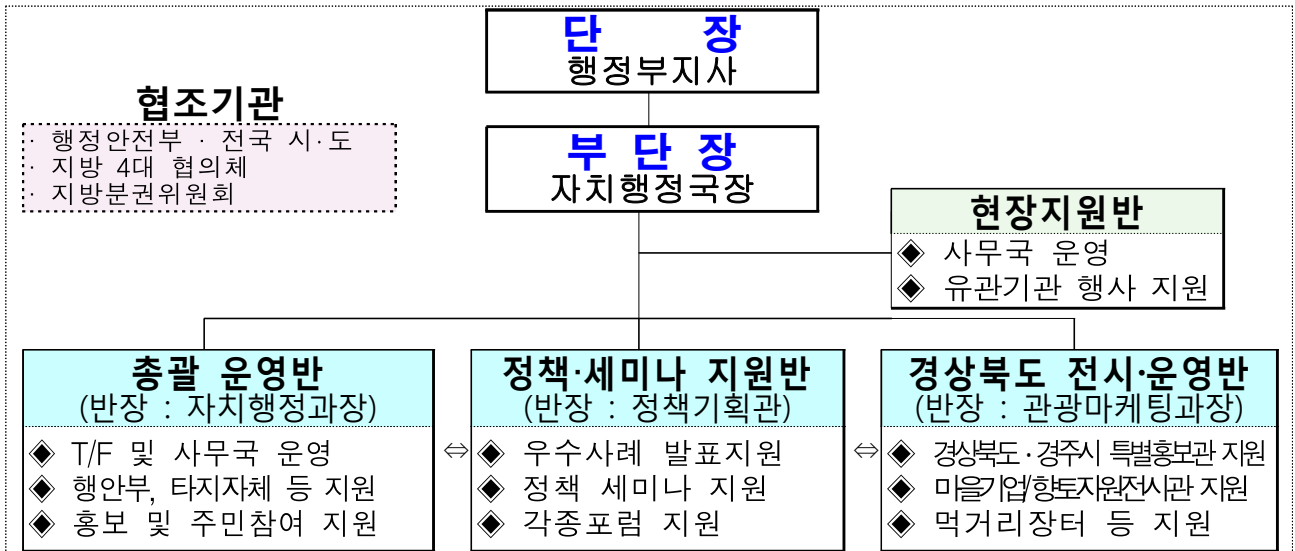 단 장
행정부지사
협조기관
· 행정안전부 · 전국 시·도
· 지방 4대 협의체
· 지방분권위원회
부 단 장
자치행정국장
현장지원반
◈ 사무국 운영
◈ 유관기관 행사 지원
총괄 운영반
(반장 : 자치행정과장)
◈ T/F 및 사무국 운영
◈ 행안부, 타지자체 등 지원
◈ 홍보 및 주민참여 지원
⇔
정책·세미나 지원반
(반장 : 정책기획관)
◈ 우수사례 발표지원
◈ 정책 세미나 지원
◈ 각종포럼 지원
⇔
경상북도 전시·운영반
(반장 : 관광마케팅과장)
◈ 경상북도·경주시 특별홍보관 지원
◈ 마을기업/향토자원전시관 지원
◈ 먹거리장터 등 지원